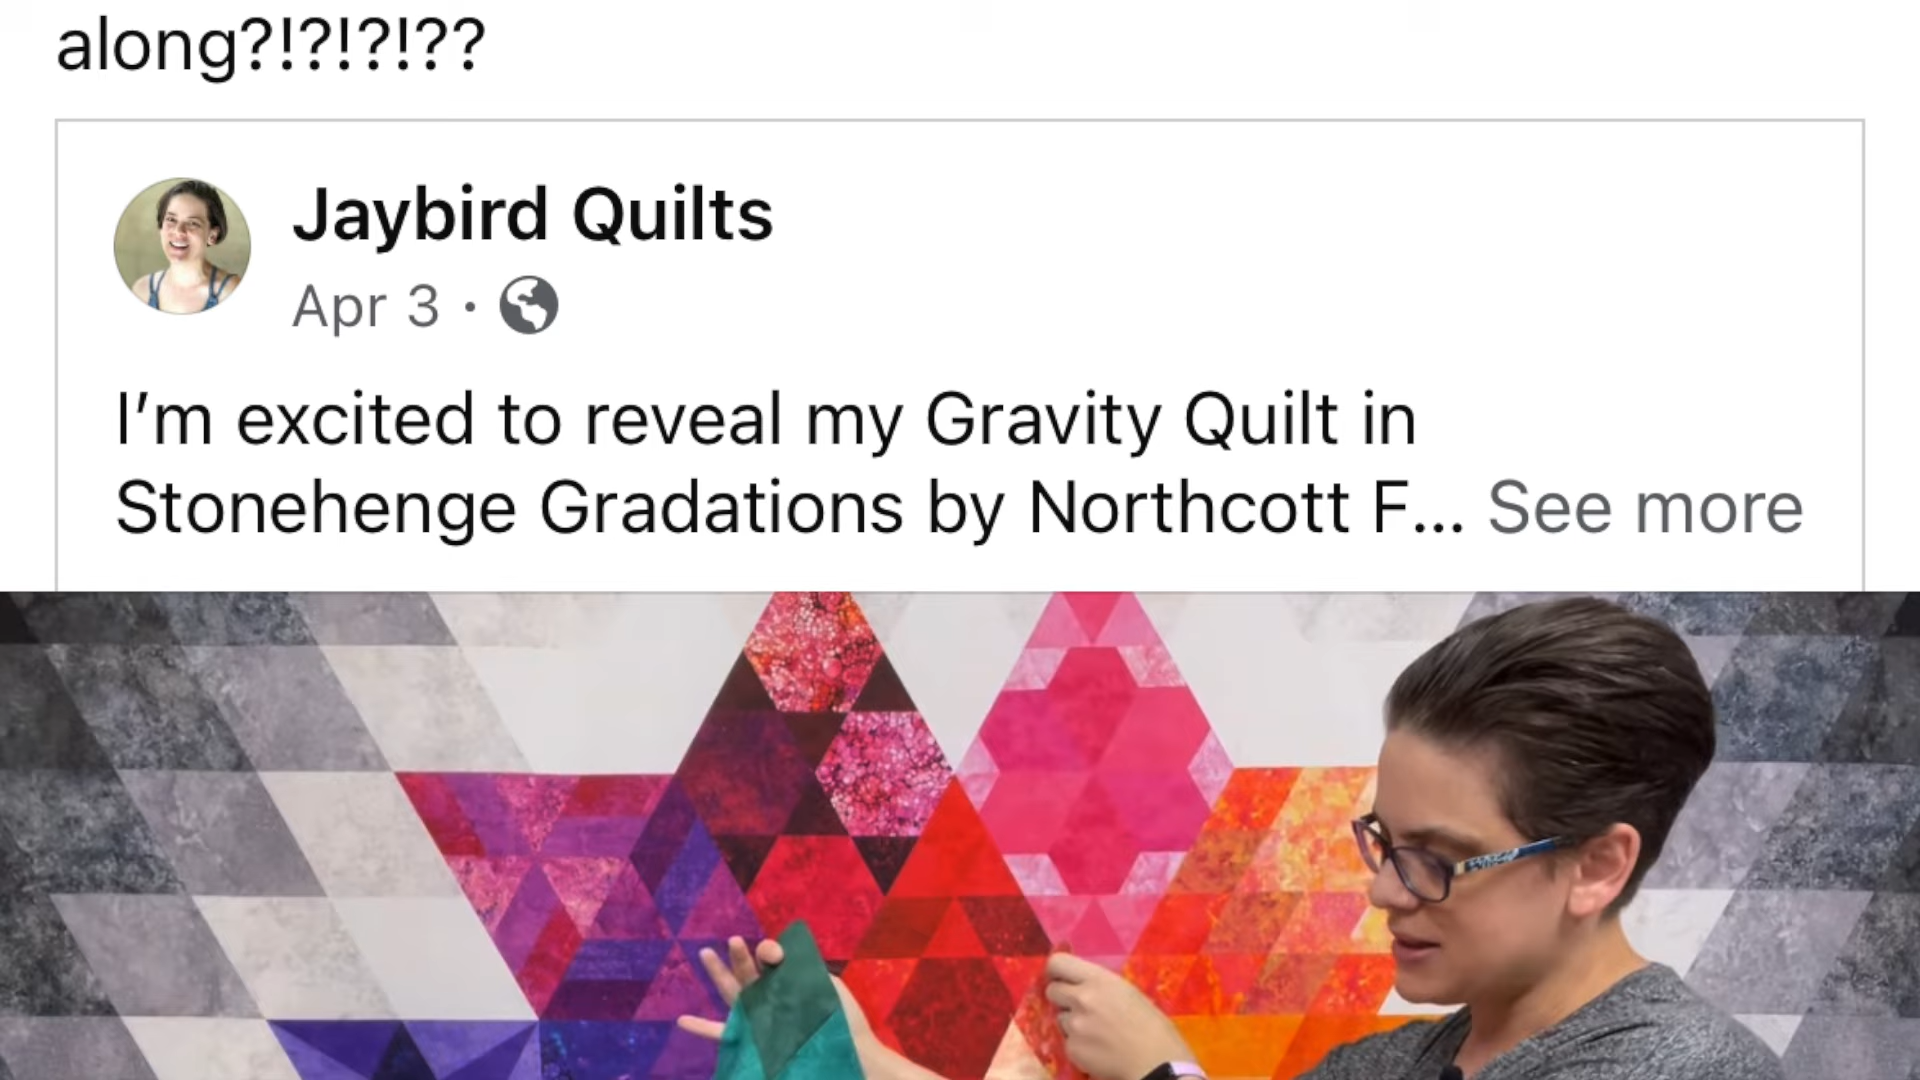 along?!?!?!??
Jaybird Quilts
Apr 3 ·
I’m excited to reveal my Gravity Quilt in
Stonehenge Gradations by Northcott F... See more